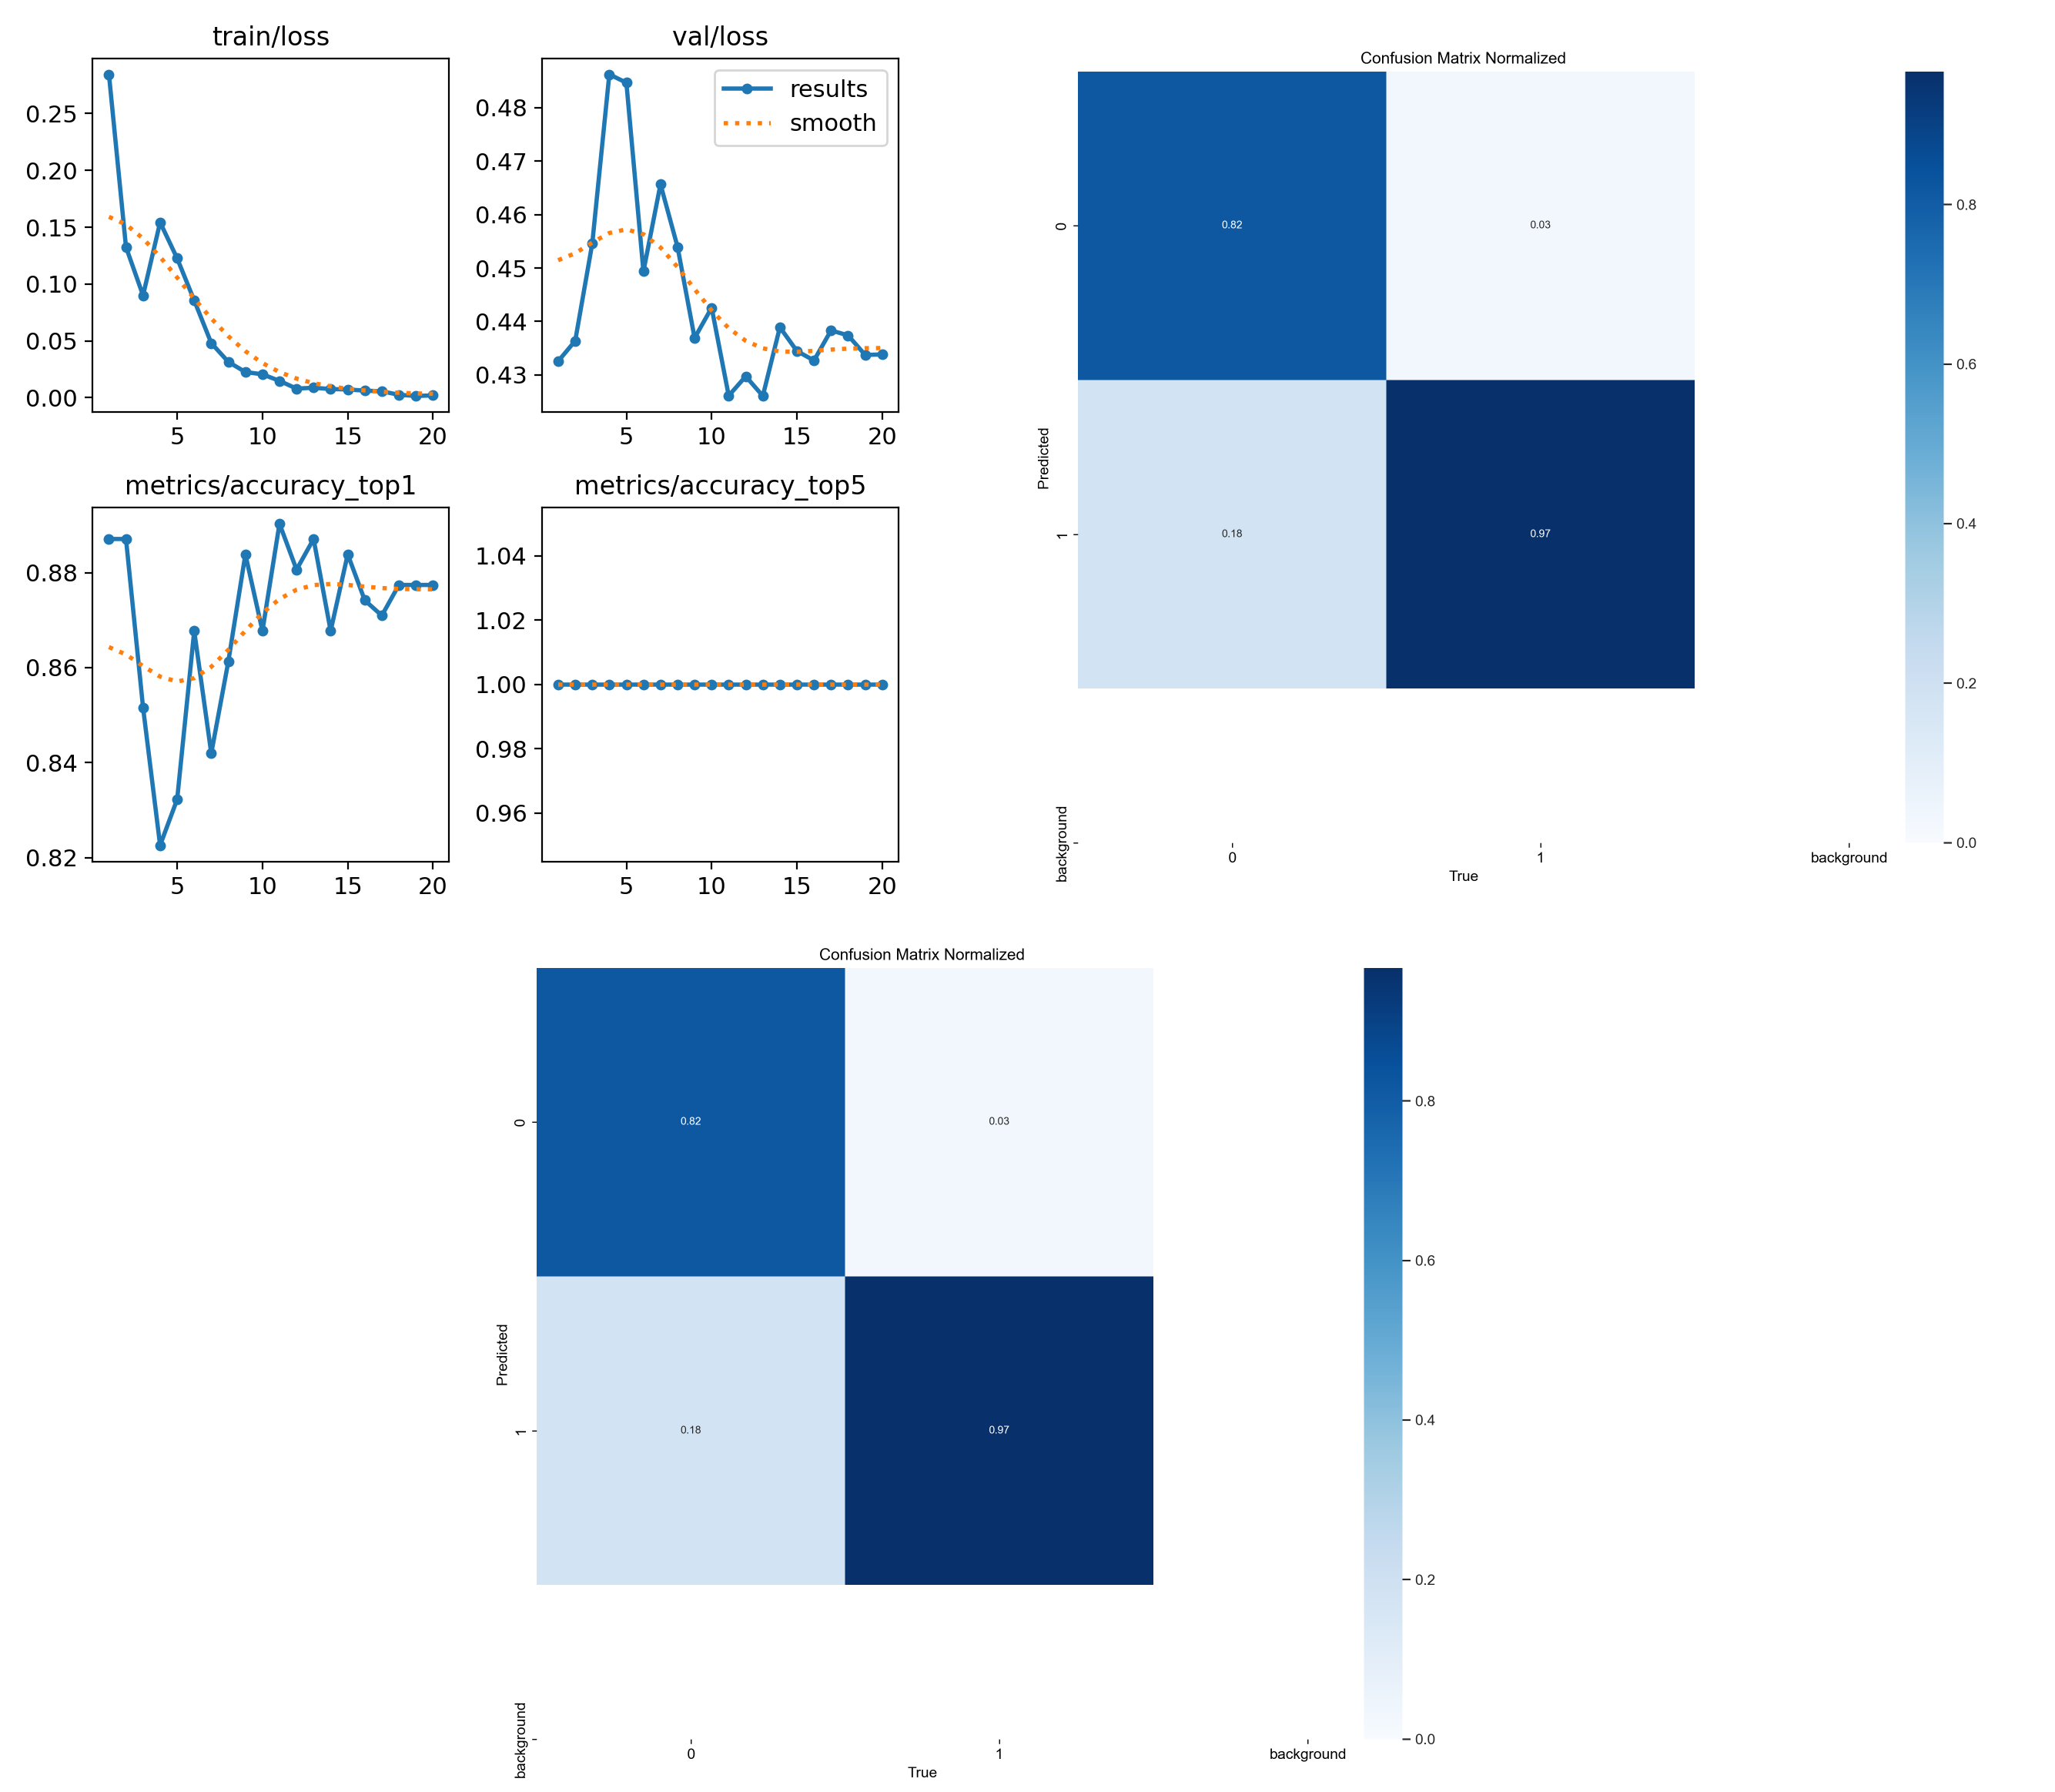 train/loss
0.25
0.20
0.15
0.10
0.05
0.00
5 10 15 20
val/loss
results
smooth
0.48
0.47
0.46
0.45
0.44
0.43
5 10 15 20
metrics/accuracy_top1
0.88
0.86
0.84
0.82
5 10 15 20
metrics/accuracy_top5
1.04
1.02
1.00
0.98
0.96
5 10 15 20
Confusion Matrix Normalized
0.82 0.03
0.18 0.97
Predicted
0
1
background
0 1 background
True
0.8
0.6
0.4
0.2
0.0
Confusion Matrix Normalized
0.82 0.03
0.18 0.97
Predicted
0
1
background
0 1 background
True
0.8
0.6
0.4
0.2
0.0